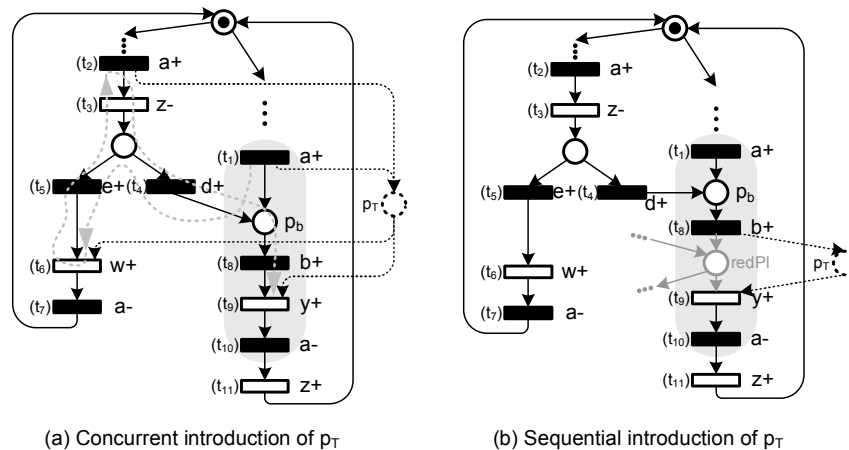 (t2) a+
(t3) z-
(t1) a+
(t5) e+ (t4) d+
pT
pb
(t6) w+
(t8) b+
(t7) a-
(t9) y+
(t10) a-
(t11) z+
(a) Concurrent introduction of pT
(t2) a+
(t3) z-
(t1) a+
(t5) e+ (t4) d+
pb
(t8) b+
redPI
pT
(t6) w+
(t9) y+
(t7) a-
(t10) a-
(t11) z+
(b) Sequential introduction of pT